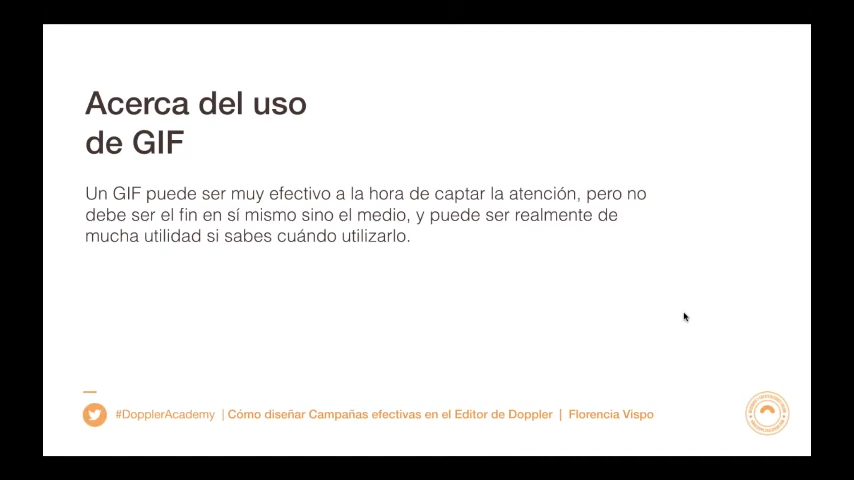 Acerca del uso
de GIF
Un GIF puede ser muy efectivo a la hora de captar la atención, pero no
debe ser el fin en sí mismo sino el medio, y puede ser realmente de
mucha utilidad si sabes cuándo utilizarlo.
#DopplerAcademy | Cómo diseñar Campañas efectivas en el Editor de Doppler | Florencia Vispo